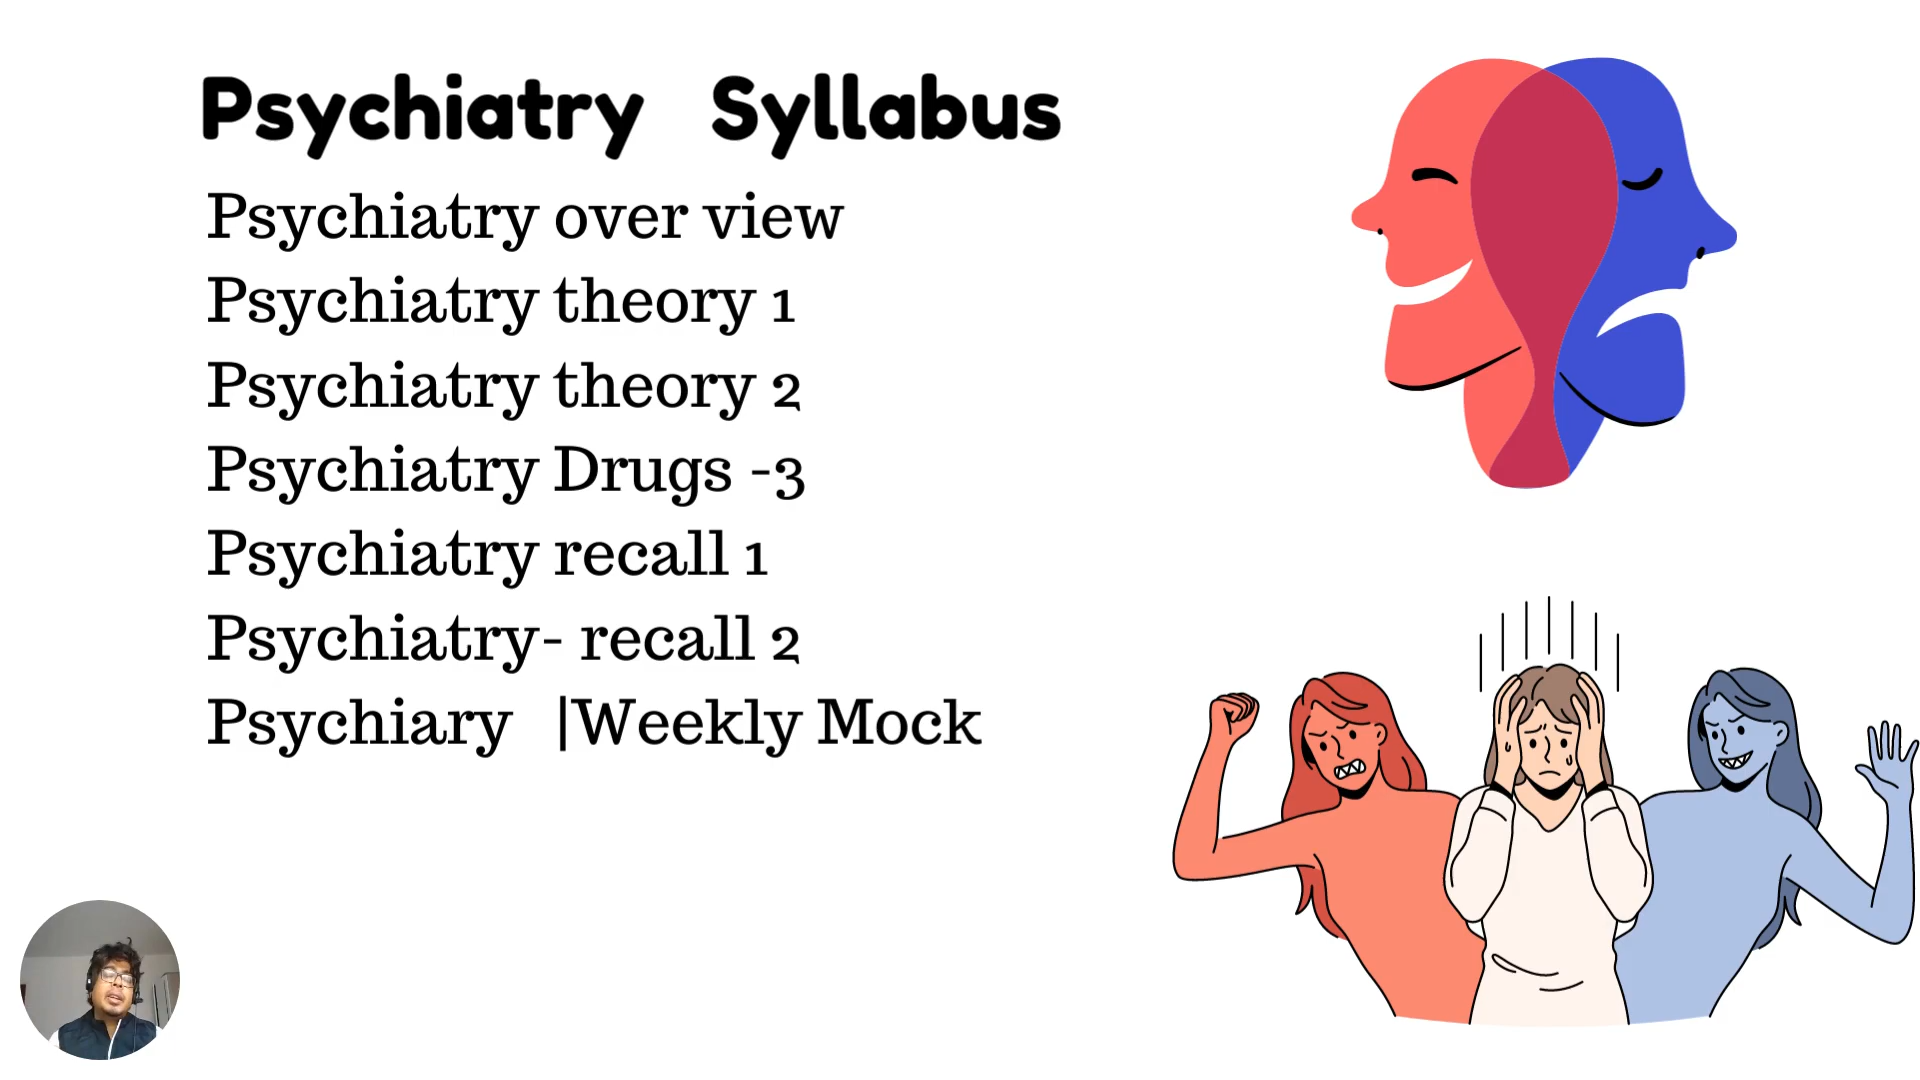 Psychiatry Syllabus
Psychiatry over view
Psychiatry theory 1
Psychiatry theory 2
Psychiatry Drugs -3
Psychiatry recall 1
Psychiatry- recall 2
Psychiary |Weekly Mock